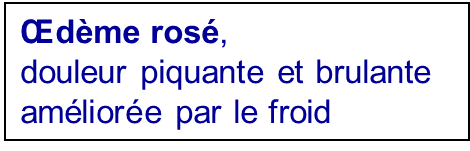 Œdème rosé,
douleur piquante et brulante
améliorée par le froid